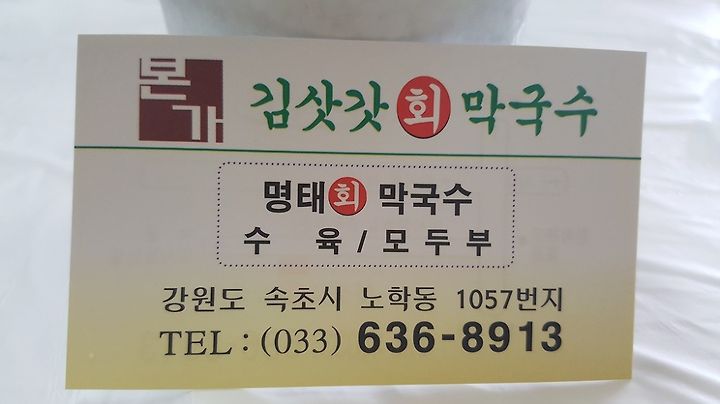 본가
김삿갓 회 막국수
명태 회 막국수
수 육 / 모두부
강원도 속초시 노학동 1057번지
TEL : (033) 636-8913